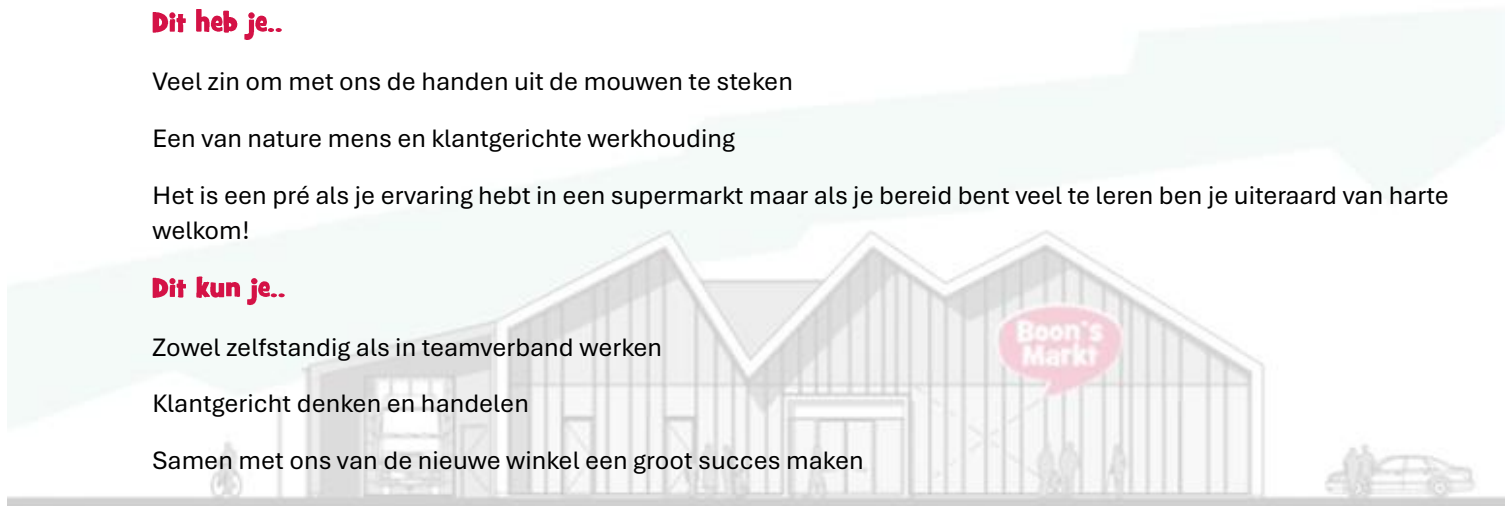 Dit heb je..
Veel zin om met ons de handen uit de mouwen te steken
Een van nature mens en klantgerichte werkhouding
Het is een pré als je ervaring hebt in een supermarkt maar als je bereid bent veel te leren ben je uiteraard van harte
welkom!
Dit kun je..
Boon's
Markt
Zowel zelfstandig als in teamverband werken
Klantgericht denken en handelen
Samen met ons van de nieuwe winkel een groot succes maken